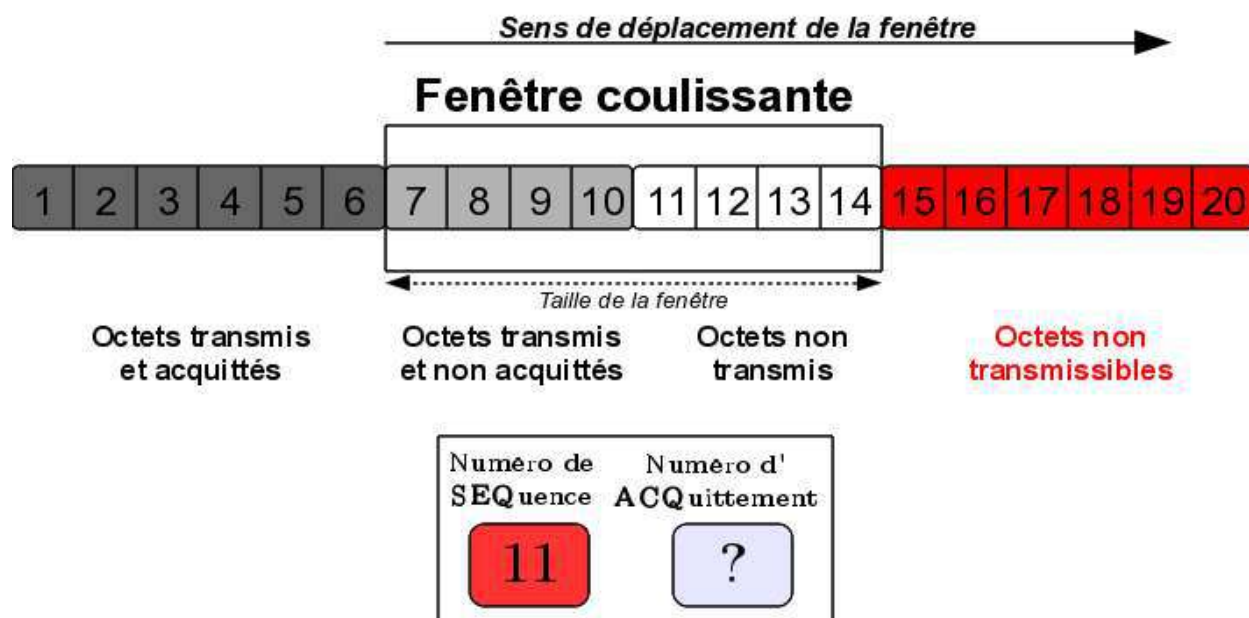 Sens de déplacement de la fenêtre
Fenêtre coulissante
1 2 3 4 5 6 7 8 9 10 11 12 13 14 15 16 17 18 19 20
Taille de la fenêtre
Octets transmis
et acquittés
Octets transmis
et non acquittés
Octets non
transmis
Octets non
transmissibles
Numéro de
SEQuence
11
Numéro d'
ACQuittement
?